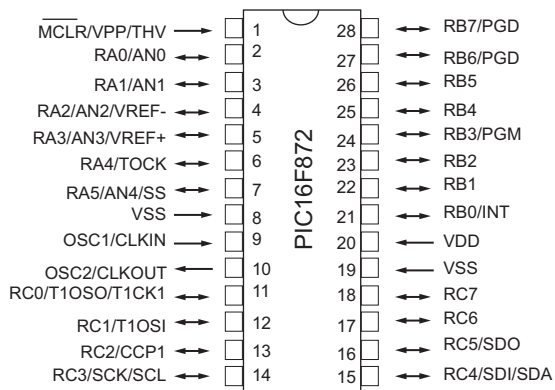 MCLR/VPP/THV 1 28 RB7/PGD
RA0/AN0 2 27 RB6/PGD
RA1/AN1 3 26 RB5
RA2/AN2/VREF- 4 25 RB4
RA3/AN3/VREF+ 5 24 RB3/PGM
RA4/TOCK 6 23 RB2
RA5/AN4/SS 7 22 RB1
VSS 8 21 RB0/INT
OSC1/CLKIN 9 20 VDD
OSC2/CLKOUT 10 19 VSS
RC0/T1OSO/T1CK1 11 18 RC7
RC1/T1OSI 12 17 RC6
RC2/CCP1 13 16 RC5/SDO
RC3/SCK/SCL 14 15 RC4/SDI/SDA
PIC16F872